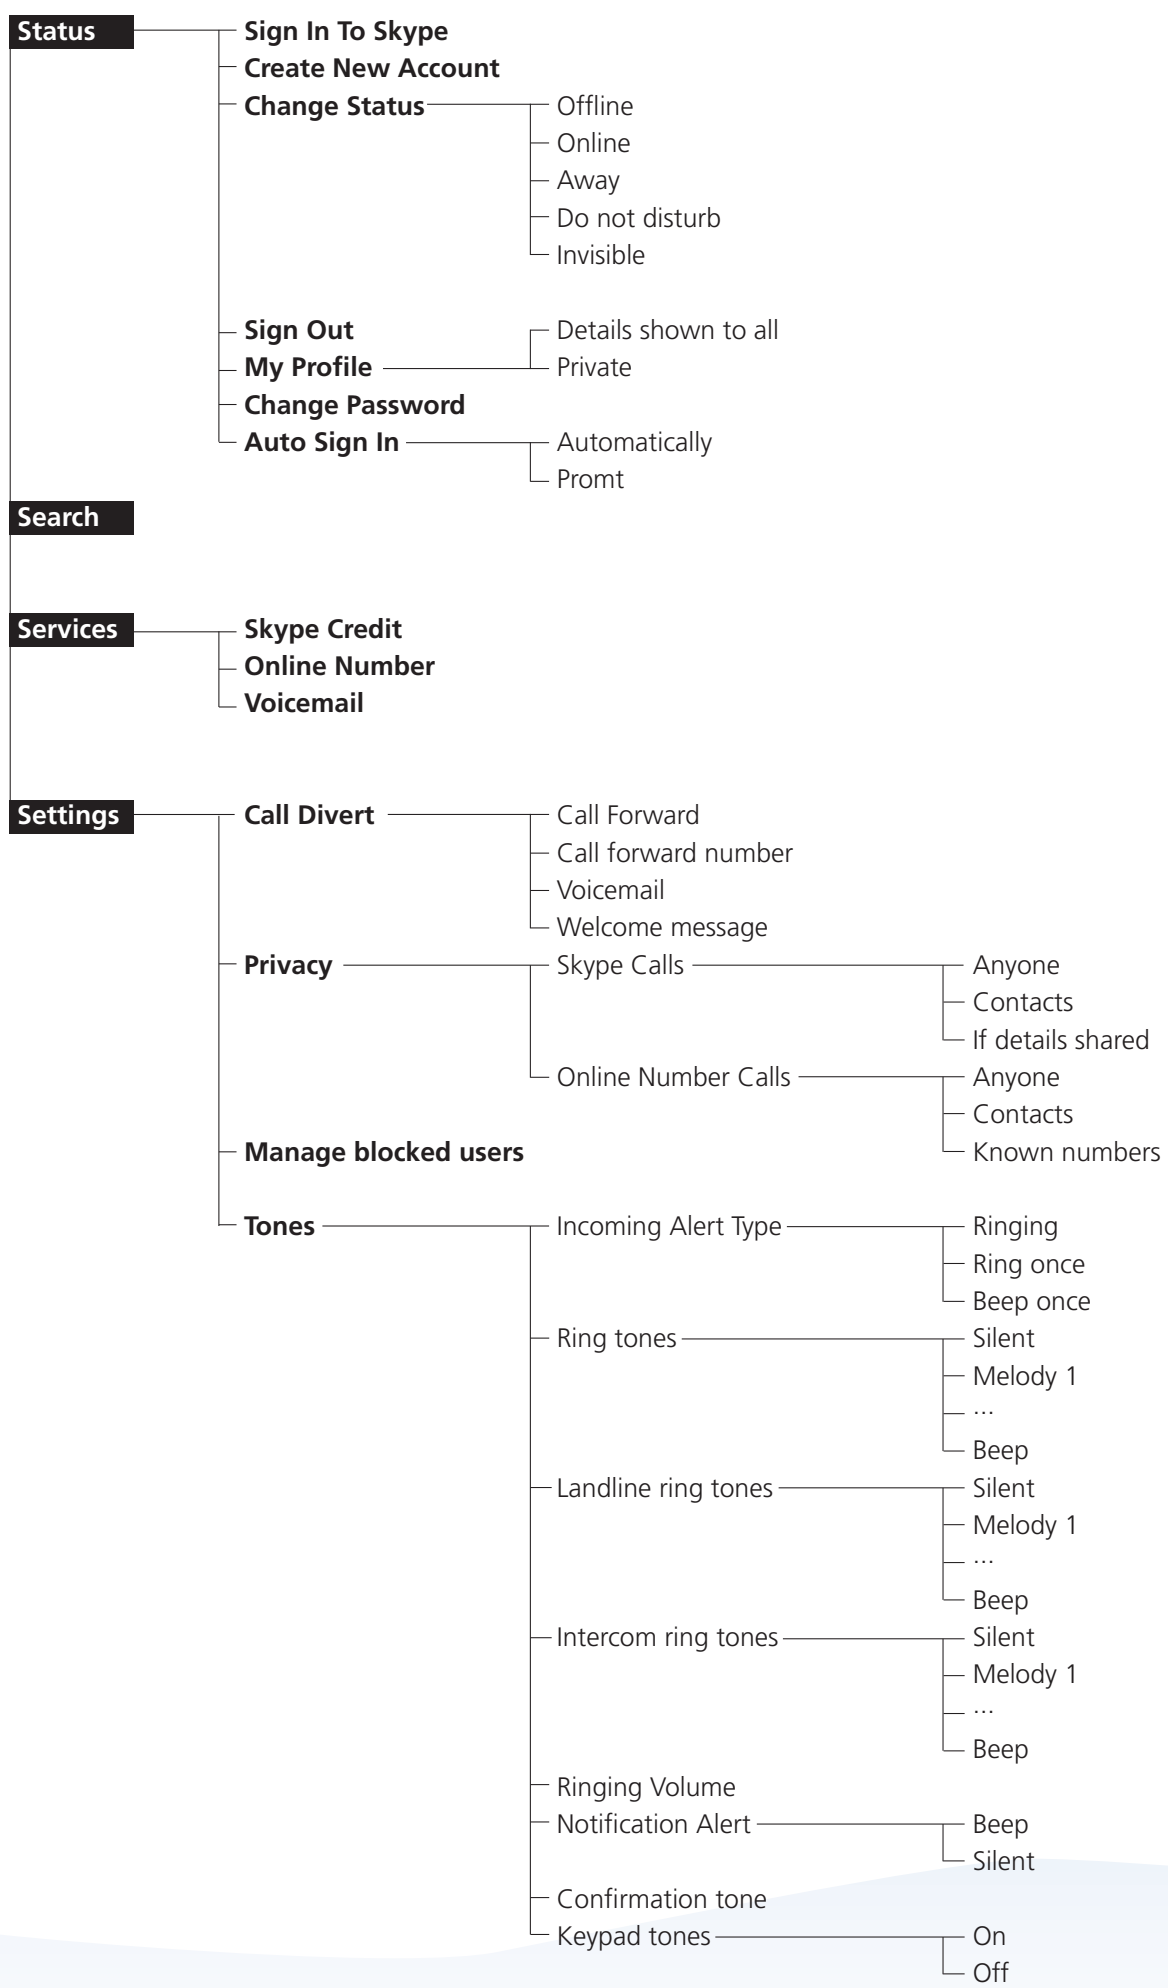 Status Sign In To Skype
Create New Account
Change Status Offline
Online
Away
Do not disturb
Invisible
Sign Out Details shown to all
My Profile Private
Change Password
Auto Sign In Automatically
Promt
Search
Services Skype Credit
Online Number
Voicemail
Settings Call Divert Call Forward
Call forward number
Voicemail
Welcome message
Privacy Skype Calls Anyone
Contacts
If details shared
Online Number Calls Anyone
Contacts
Manage blocked users Known numbers
Tones Incoming Alert Type Ringing
Ring once
Beep once
Ring tones Silent
Melody 1
...
Beep
Landline ring tones Silent
Melody 1
...
Beep
Intercom ring tones Silent
Melody 1
...
Beep
Ringing Volume
Notification Alert Beep
Silent
Confirmation tone
Keypad tones On
Off